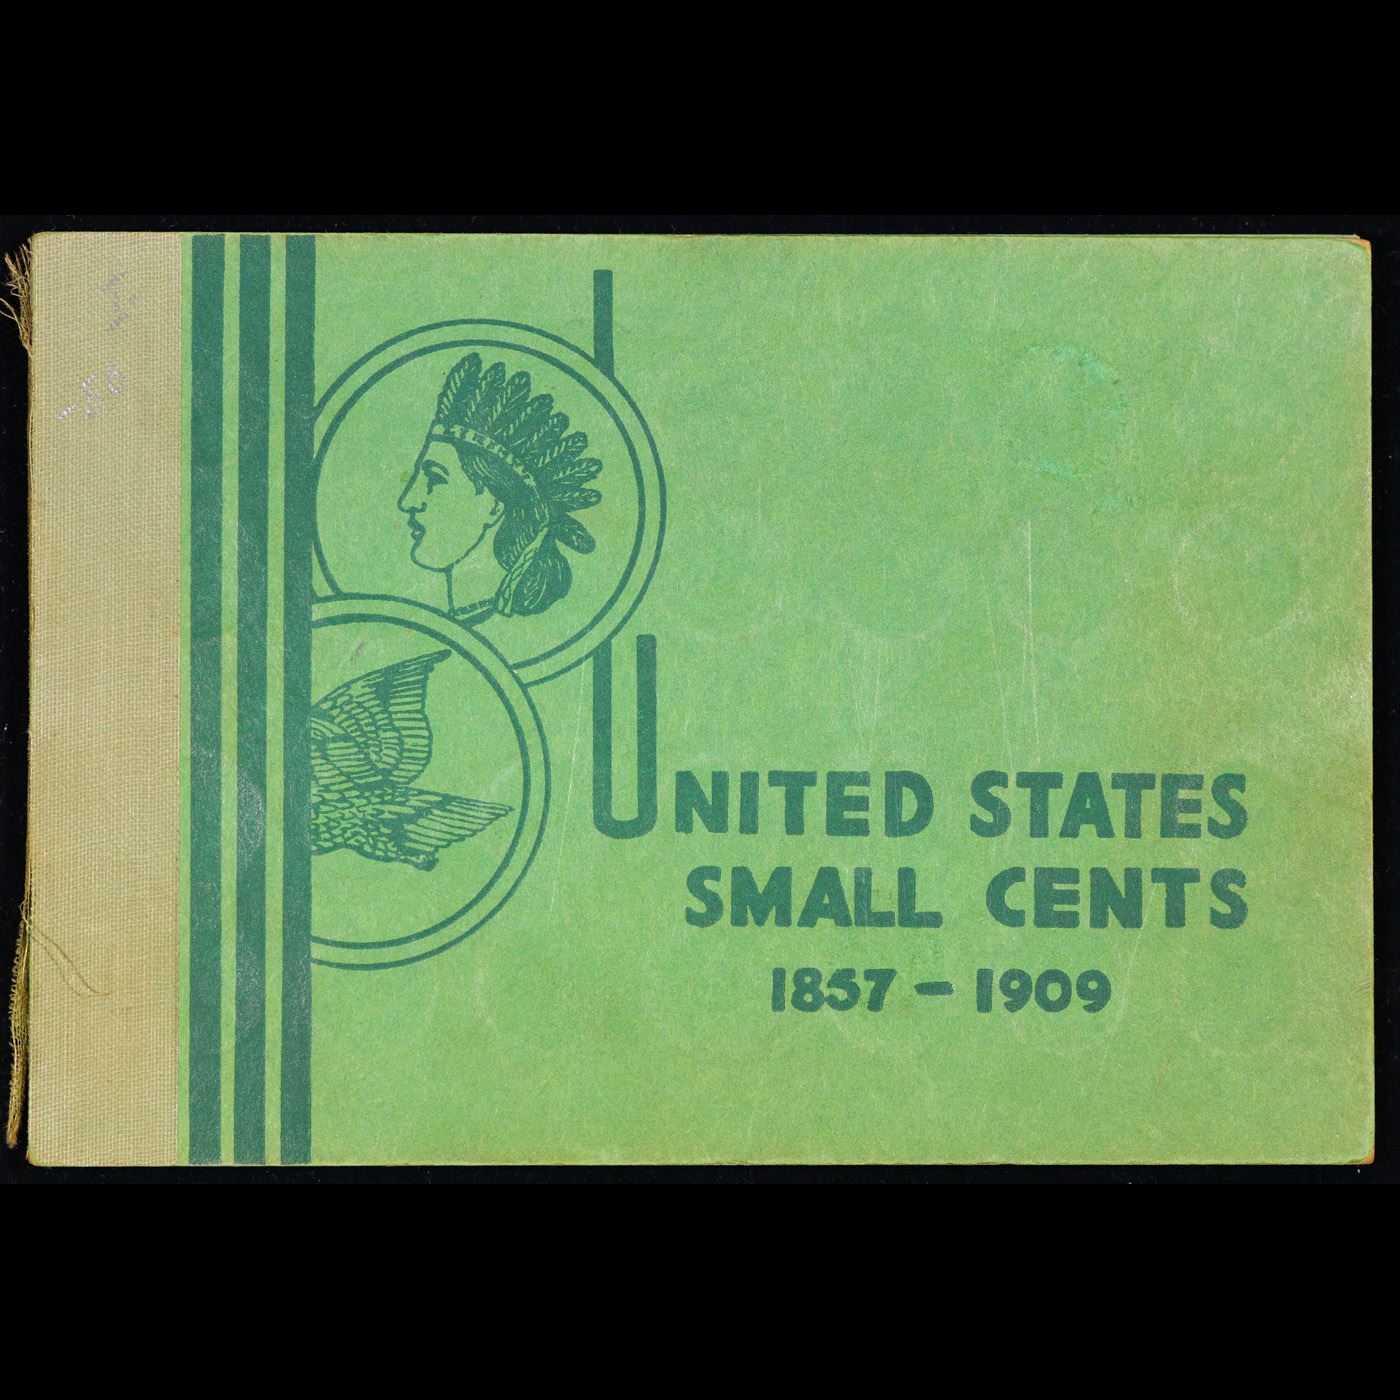 UNITED STATES
SMALL CENTS
1857 – 1909